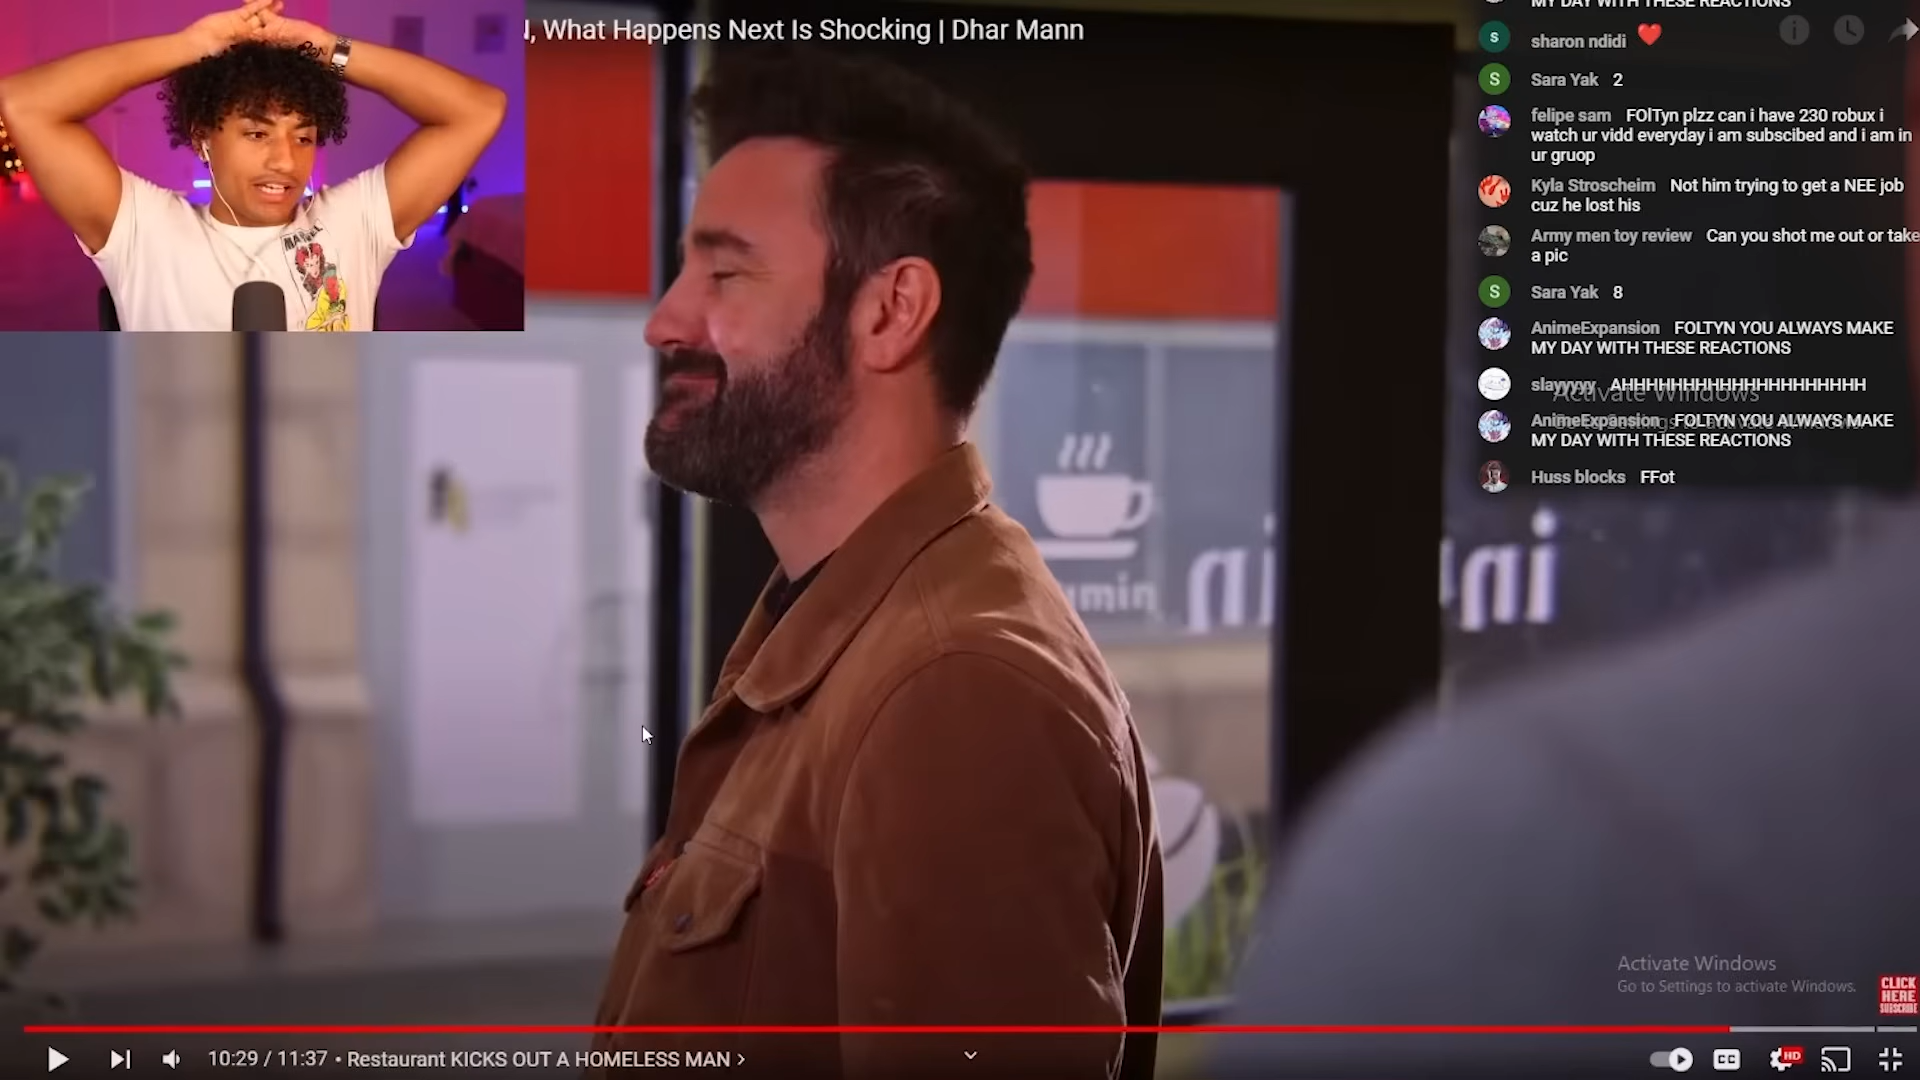 , What Happens Next Is Shocking | Dhar Mann
MY DAY WITH THESE REACTIONS
sharon ndidi ❤️
Sara Yak 2
felipe sam FOlTyn plzz can i have 230 robux i
watch ur vidd everyday i am subscibed and i am in
ur gruop
Kyla Stroscheim Not him trying to get a NEE job
cuz he lost his
Army men toy review Can you shot me out or take
a pic
Sara Yak 8
AnimeExpansion FOLTYN YOU ALWAYS MAKE
MY DAY WITH THESE REACTIONS
slayyyyy AHHHHHHHHHHHHHHHHHHH
Activate Windows
AnimeExpansion FOLTYN YOU ALWAYS MAKE
MY DAY WITH THESE REACTIONS
Huss blocks FFot
MARVEL
Activate Windows
Go to Settings to activate Windows.
CLICK
HERE
SUBSCRIBE
10:29 / 11:37 • Restaurant KICKS OUT A HOMELESS MAN >
CC
HD